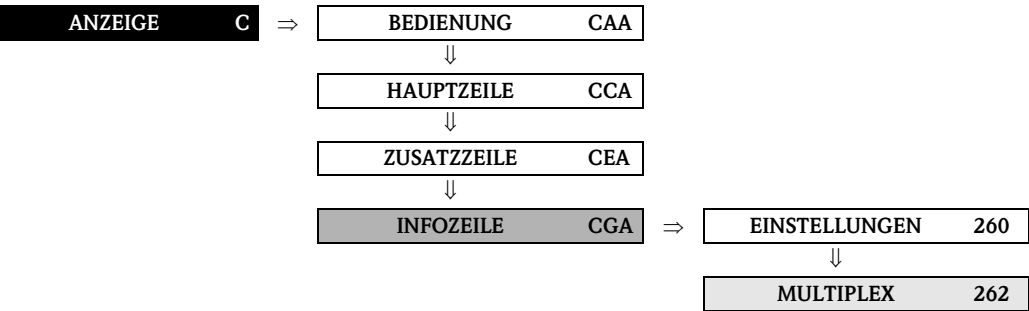 ANZEIGE C ⇒ BEDIENUNG CAA
⇓
HAUPTZEILE CCA
⇓
ZUSATZZEILE CEA
⇓
INFOZEILE CGA ⇒ EINSTELLUNGEN 260
⇓
MULTIPLEX 262